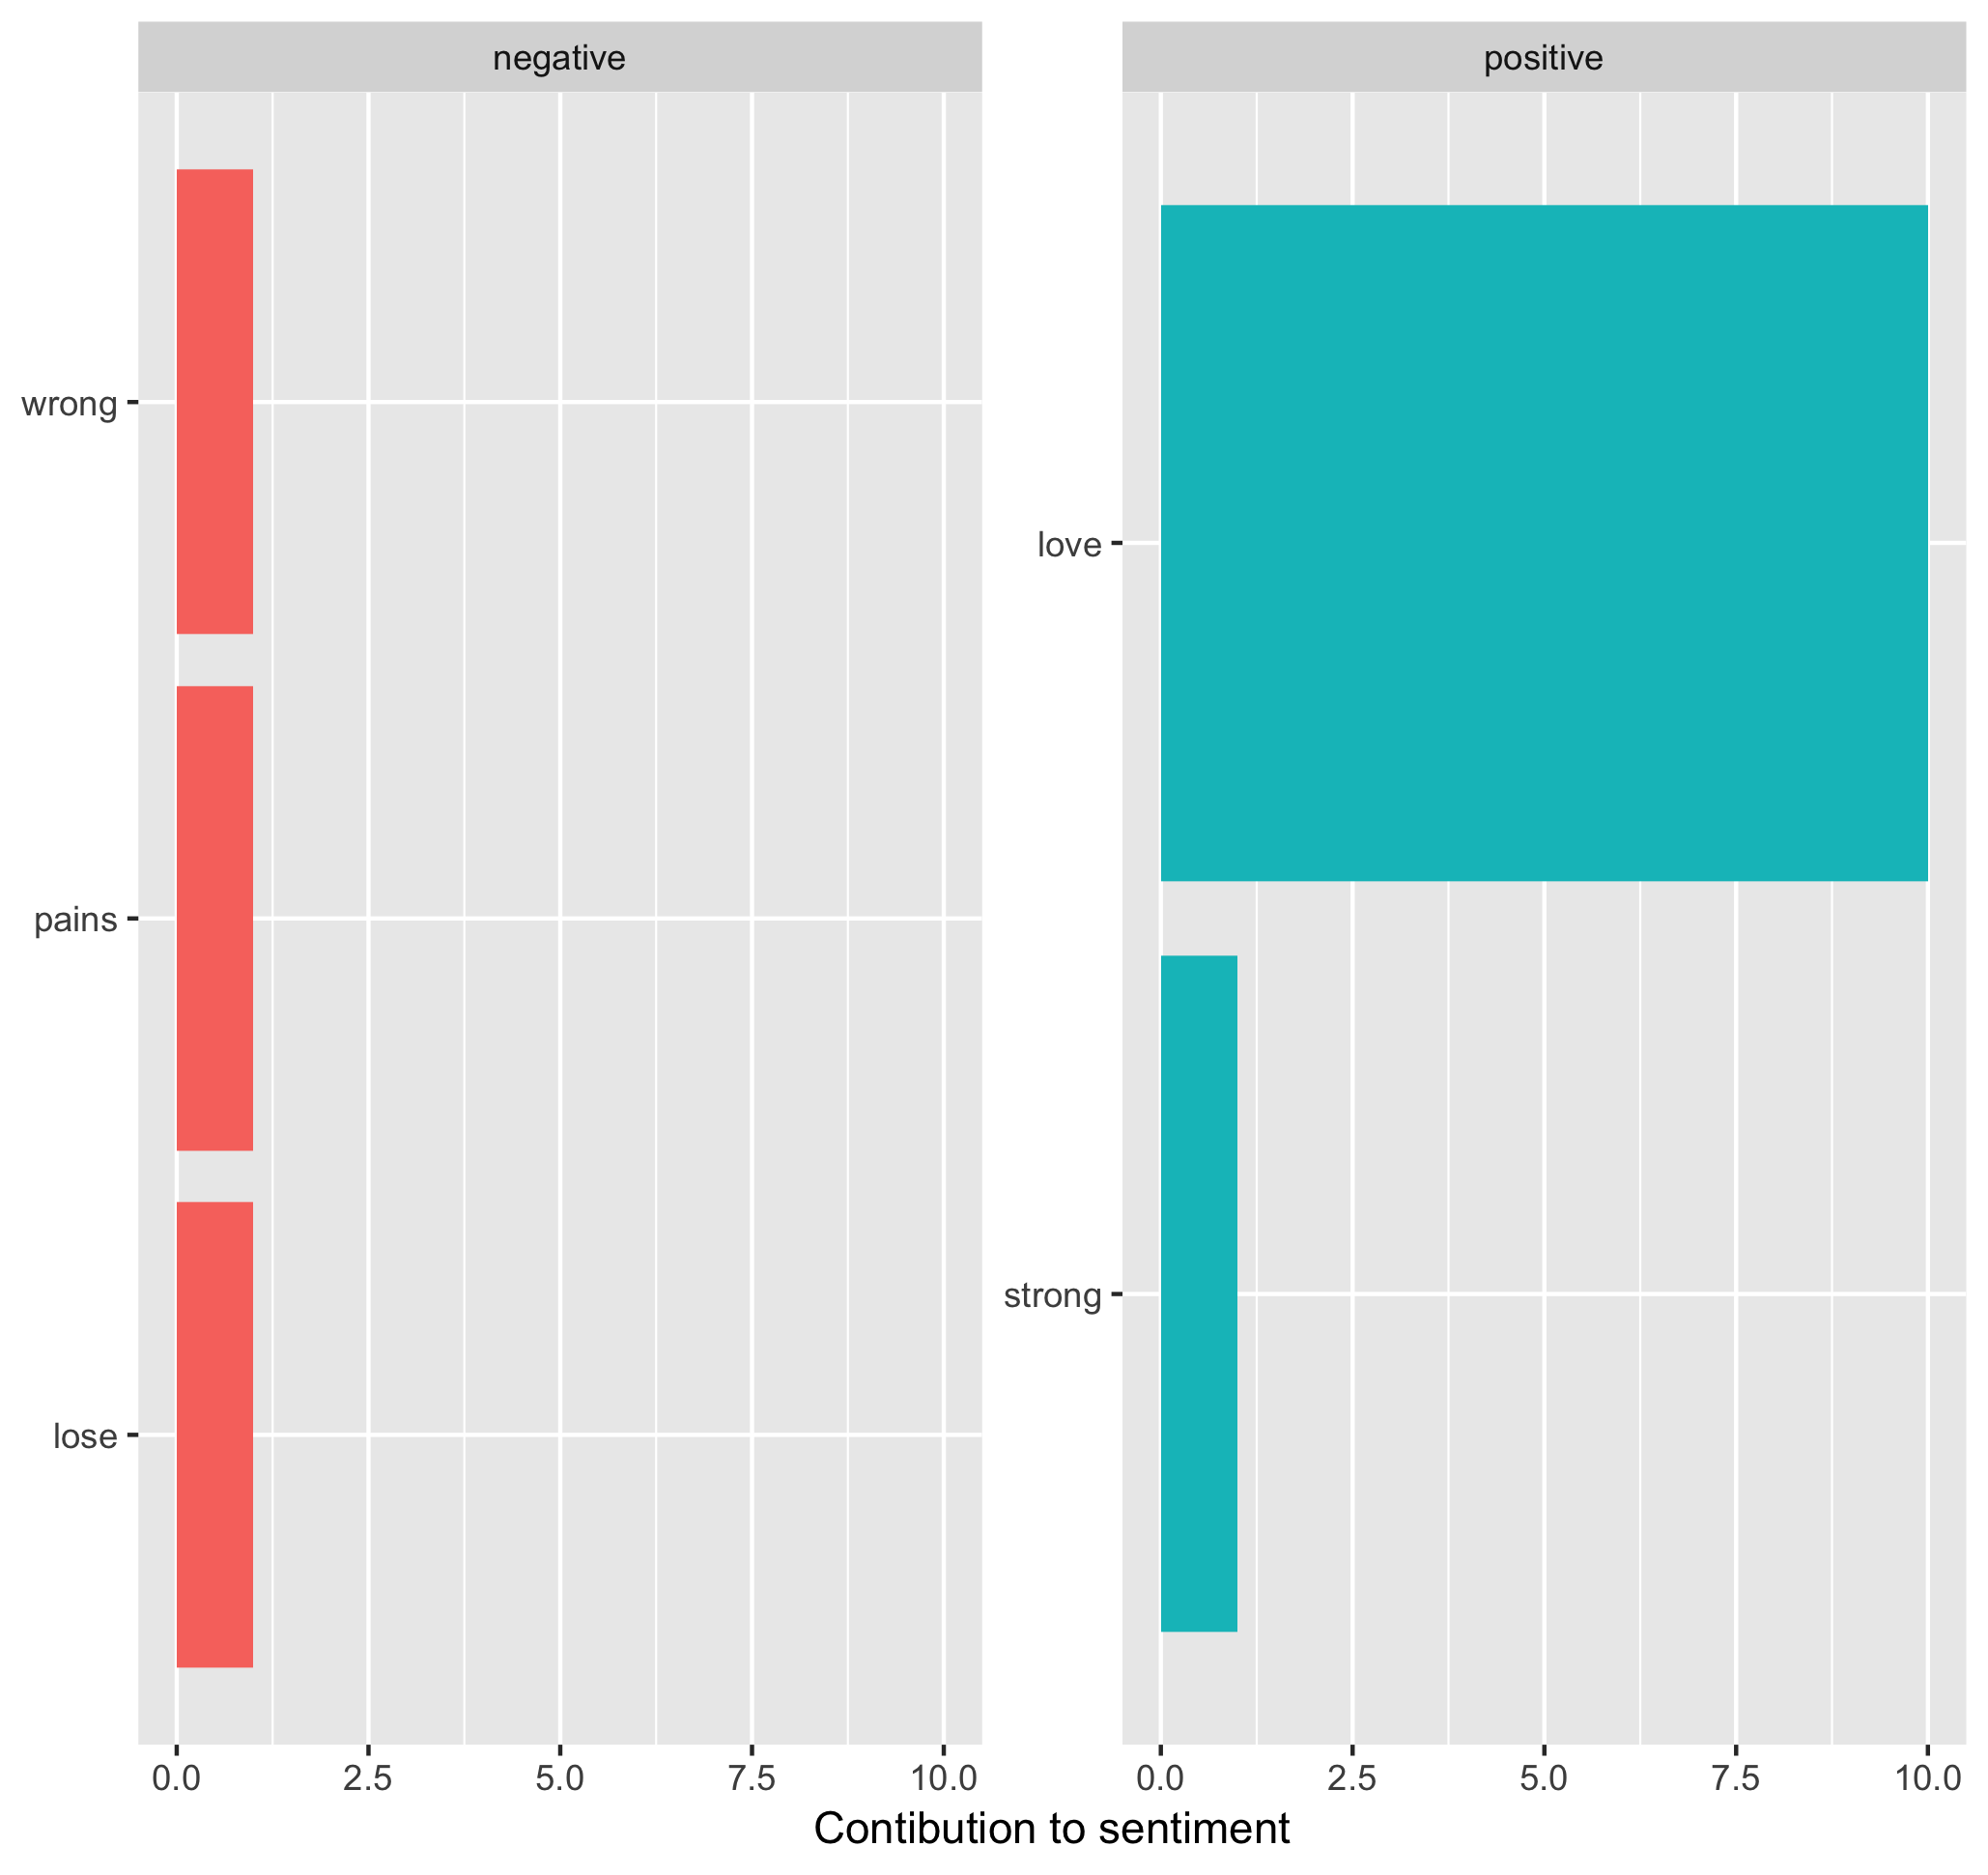 negative
positive
wrong
pains
lose
love
strong
0.0 2.5 5.0 7.5 10.0
0.0 2.5 5.0 7.5 10.0
Contibution to sentiment